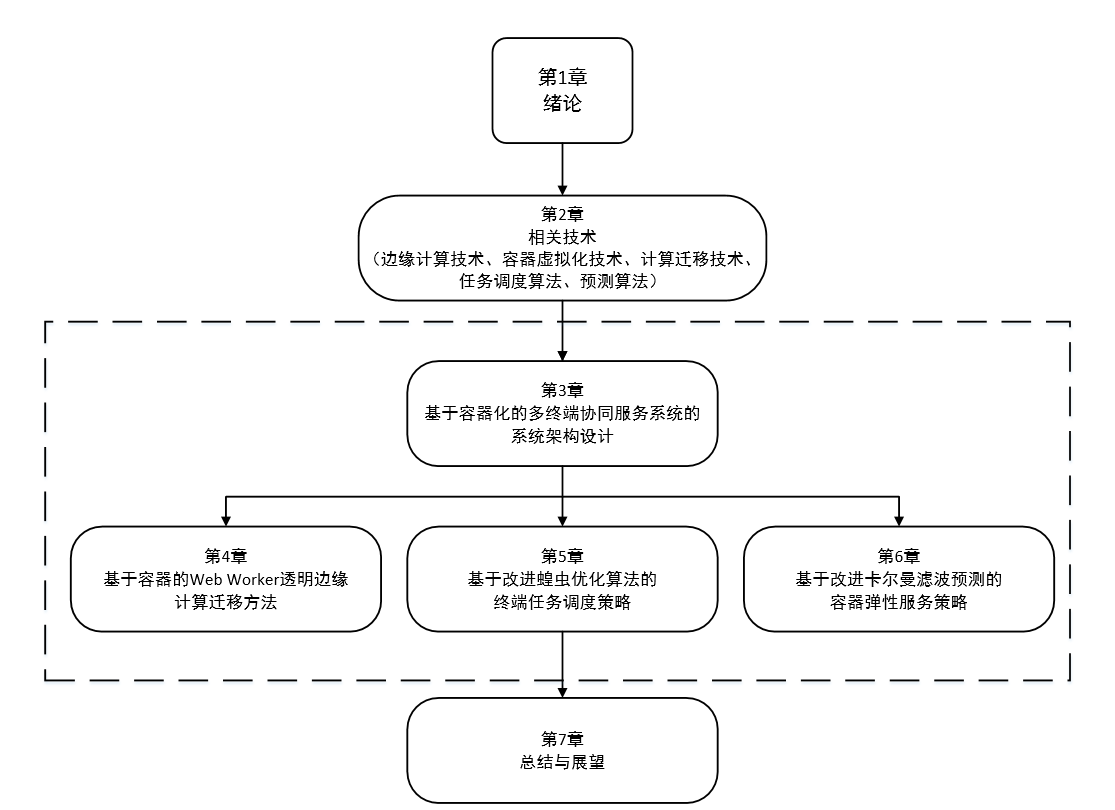 第1章
绪论
第2章
相关技术
（边缘计算技术、容器虚拟化技术、计算迁移技术、
任务调度算法、预测算法）
第3章
基于容器化的多终端协同服务系统的
系统架构设计
第4章
基于容器的Web Worker透明边缘
计算迁移方法
第5章
基于改进蝗虫优化算法的
终端任务调度策略
第6章
基于改进卡尔曼滤波预测的
容器弹性服务策略
第7章
总结与展望